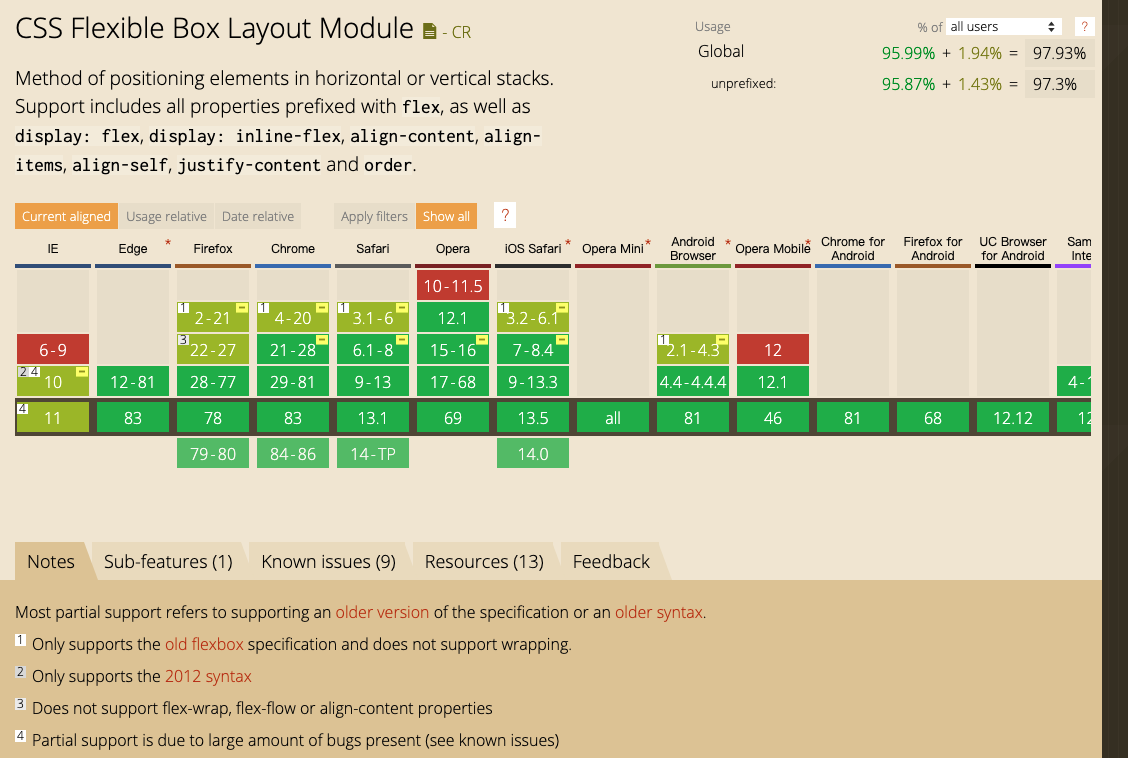 CSS Flexible Box Layout Module - CR
Usage % of all users ?
Global 95.99% + 1.94% = 97.93%
unprefixed: 95.87% + 1.43% = 97.3%
Method of positioning elements in horizontal or vertical stacks.
Support includes all properties prefixed with flex, as well as
display: flex, display: inline-flex, align-content, align-
items, align-self, justify-content and order.
Current aligned Usage relative Date relative Apply filters Show all ?
IE Edge * Firefox Chrome Safari Opera iOS Safari * Opera Mini * Android Browser * Opera Mobile * Chrome for Android Firefox for Android UC Browser for Android Sam Inte
10-11.5
1 2-21 1 4-20 1 3.1-6 12.1 1 3.2-6.1
6-9 3 22-27 21-28 6.1-8 15-16 7-8.4 1 2.1-4.3 12
2 4 10 12-81 28-77 29-81 9-13 17-68 9-13.3 4.4-4.4.4 12.1 4-
4 11 83 78 83 13.1 69 13.5 all 81 46 81 68 12.12 12
79-80 84-86 14-TP 14.0
Notes Sub-features (1) Known issues (9) Resources (13) Feedback
Most partial support refers to supporting an older version of the specification or an older syntax.
1 Only supports the old flexbox specification and does not support wrapping.
2 Only supports the 2012 syntax
3 Does not support flex-wrap, flex-flow or align-content properties
4 Partial support is due to large amount of bugs present (see known issues)